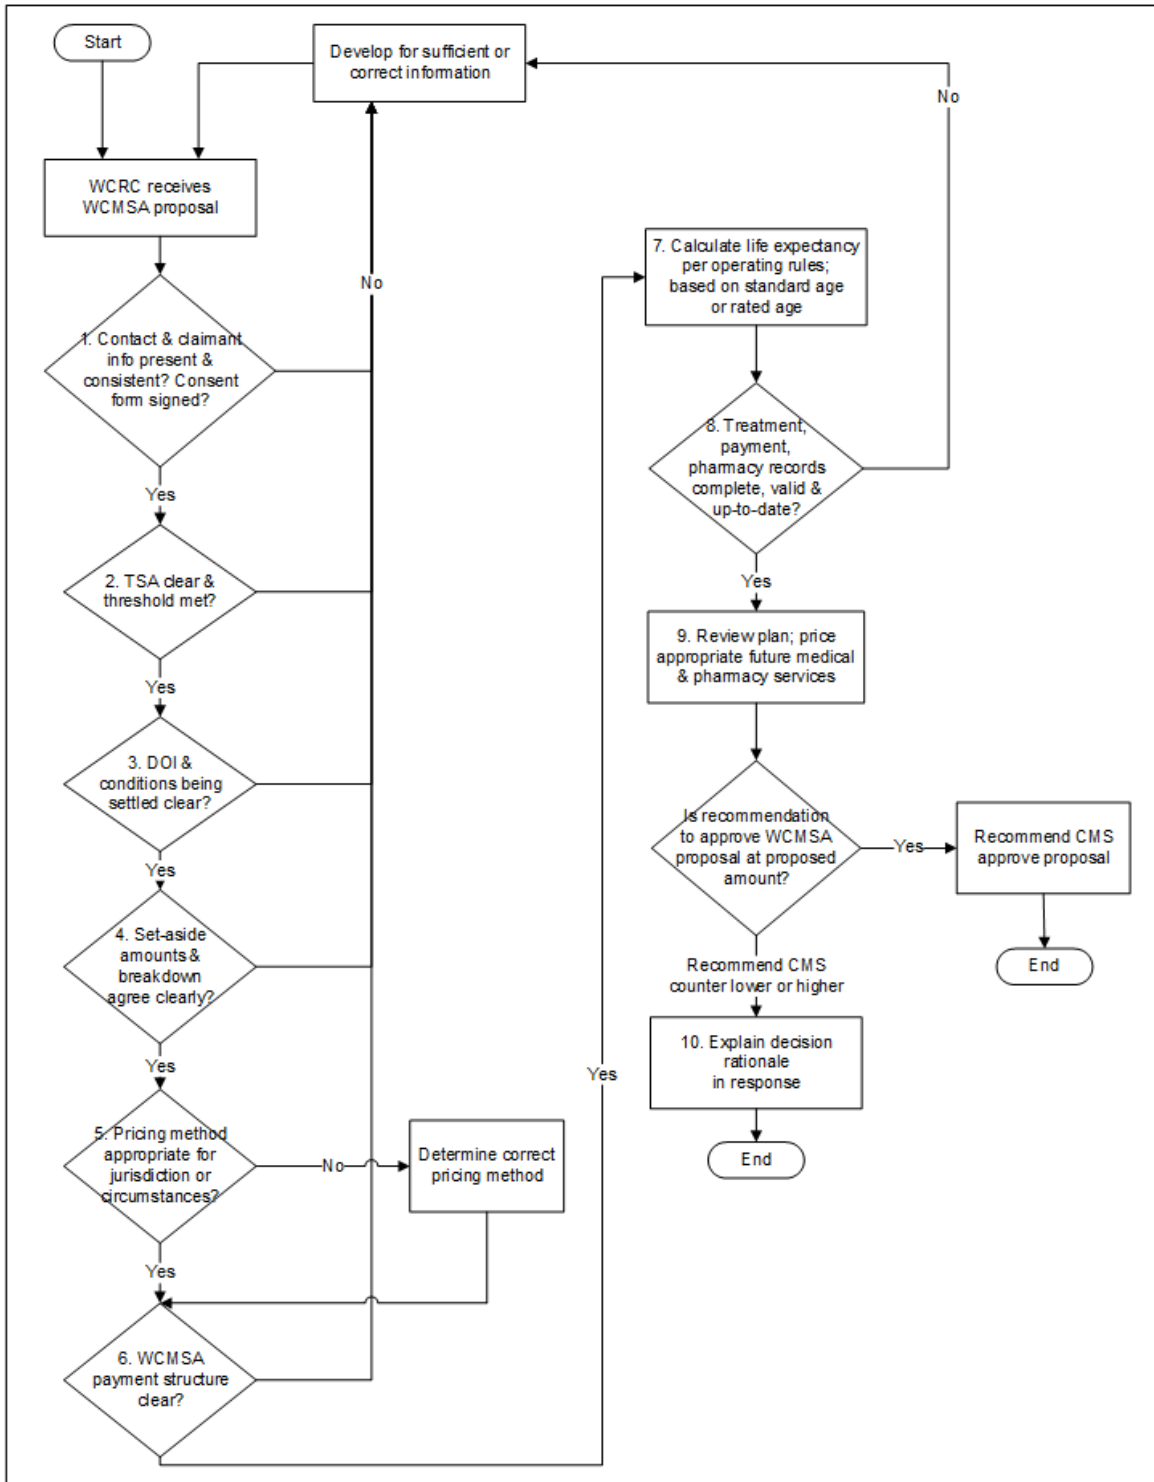 Start
Develop for sufficient or
correct information
No
WCRC receives
WCMSA proposal
No
1. Contact & claimant
info present &
consistent? Consent
form signed?
Yes
2. TSA clear &
threshold met?
Yes
3. DOI &
conditions being
settled clear?
Yes
4. Set-aside
amounts &
breakdown
agree clearly?
Yes
5. Pricing method
appropriate for
jurisdiction or
circumstances?
No
Determine correct
pricing method
Yes
6. WCMSA
payment structure
clear?
Yes
7. Calculate life expectancy
per operating rules;
based on standard age
or rated age
8. Treatment,
payment,
pharmacy records
complete, valid &
up-to-date?
Yes
9. Review plan; price
appropriate future medical
& pharmacy services
Is recommendation
to approve WCMSA
proposal at proposed
amount?
Yes
Recommend CMS
approve proposal
End
Recommend CMS
counter lower or higher
10. Explain decision
rationale
in response
End